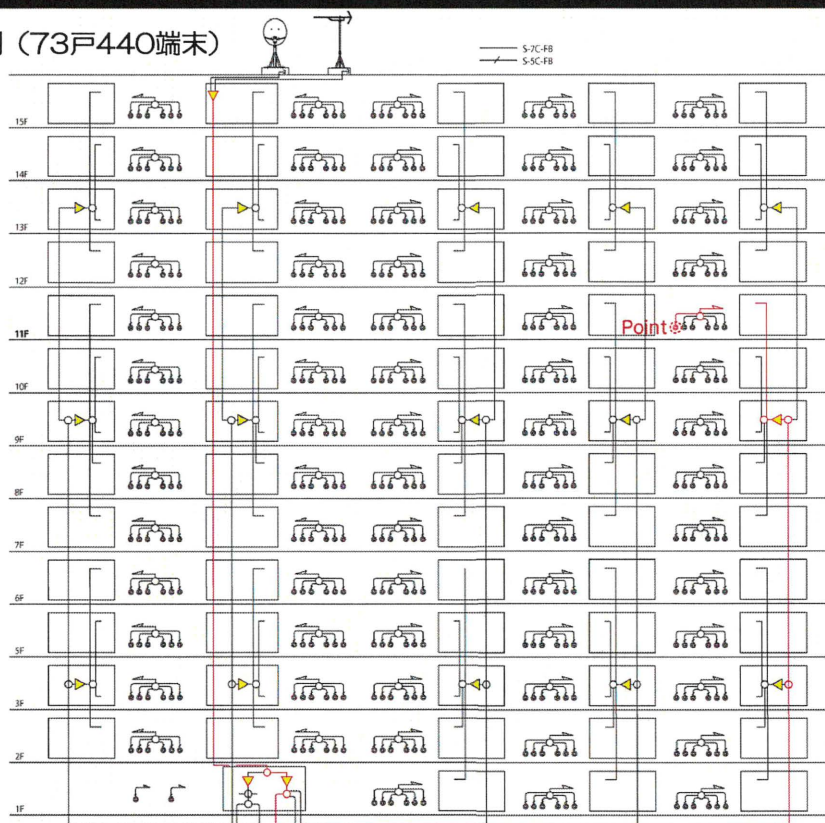 (73戸440端末)
S-7C-FB
S-5C-FB
15F
14F
13F
12F
11F
Point
10F
9F
8F
7F
6F
5F
3F
2F
1F